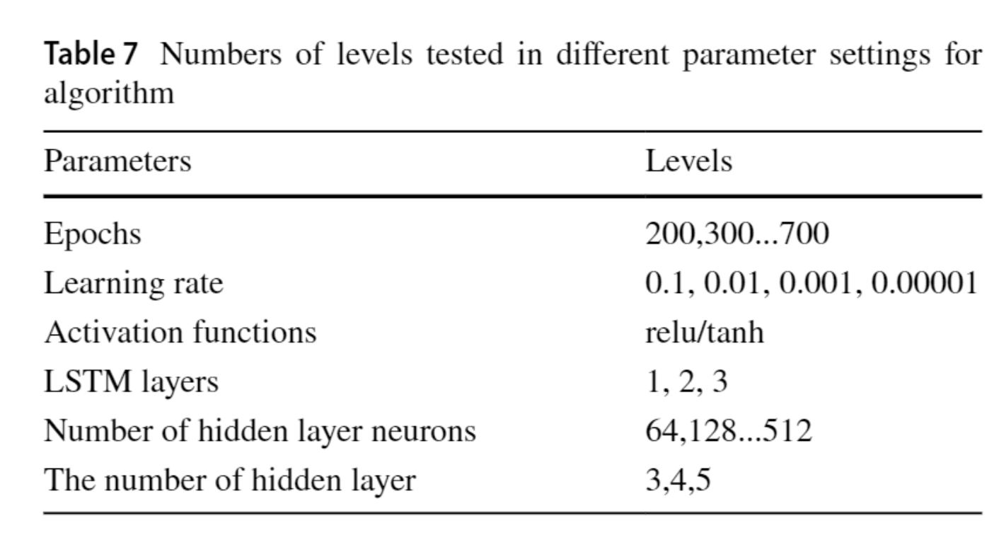 Table 7 Numbers of levels tested in different parameter settings for
algorithm
Parameters Levels
Epochs 200,300...700
Learning rate 0.1, 0.01, 0.001, 0.00001
Activation functions relu/tanh
LSTM layers 1, 2, 3
Number of hidden layer neurons 64,128...512
The number of hidden layer 3,4,5